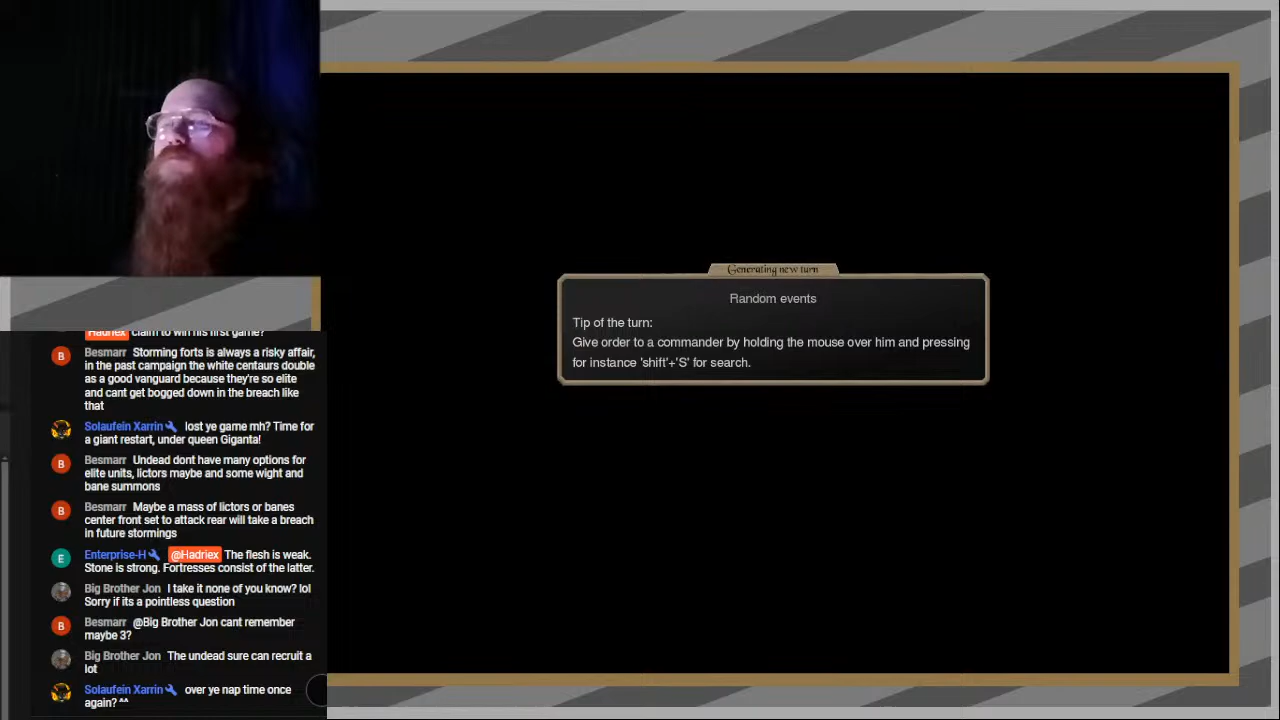 Hadriex claim to win his first game?
Besmarr Storming forts is always a risky affair,
in the past campaign the white centaurs double
as a good vanguard because they're so elite
and cant get bogged down in the breach like
that
Solaufein Xarrin lost ye game mh? Time for
a giant restart, under queen Giganta!
Besmarr Undead dont have many options for
elite units, lictors maybe and some wight and
bane summons
Besmarr Maybe a mass of lictors or banes
center front set to attack rear will take a breach
in future stormings
Enterprise-H @Hadriex The flesh is weak.
Stone is strong. Fortresses consist of the latter.
Big Brother Jon I take it none of you know? lol
Sorry if its a pointless question
Besmarr @Big Brother Jon cant remember
maybe 3?
Big Brother Jon The undead sure can recruit a
lot
Solaufein Xarrin over ye nap time once
again? ^^
B
B
B
E
B
Generating new turn
Random events
Tip of the turn:
Give order to a commander by holding the mouse over him and pressing
for instance 'shift'+'S' for search.